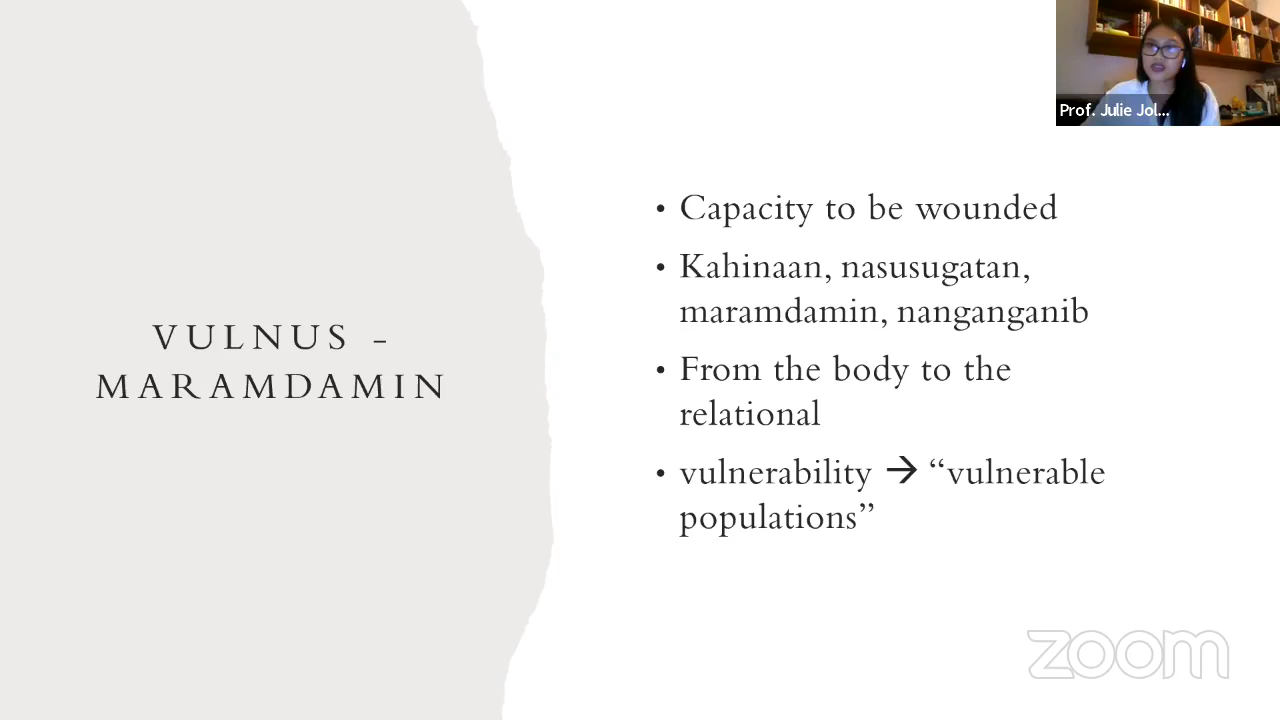 VULNUS -
MARAMDAMIN
Prof. Julie Jol...
• Capacity to be wounded
• Kahinaan, nasusugatan,
maramdamin, nanganganib
• From the body to the
relational
• vulnerability → “vulnerable
populations”
zoom